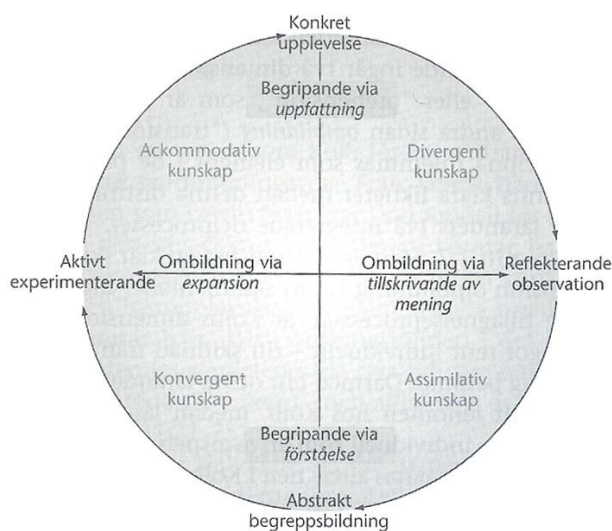 Konkret
upplevelse
Begripande via
uppfattning
Ackommodativ
kunskap
Divergent
kunskap
Aktivt
experimenterande
Ombildning via
expansion
Ombildning via
tillskrivande av
mening
Reflekterande
observation
Konvergent
kunskap
Assimilativ
kunskap
Begripande via
förståelse
Abstrakt
begreppsbildning